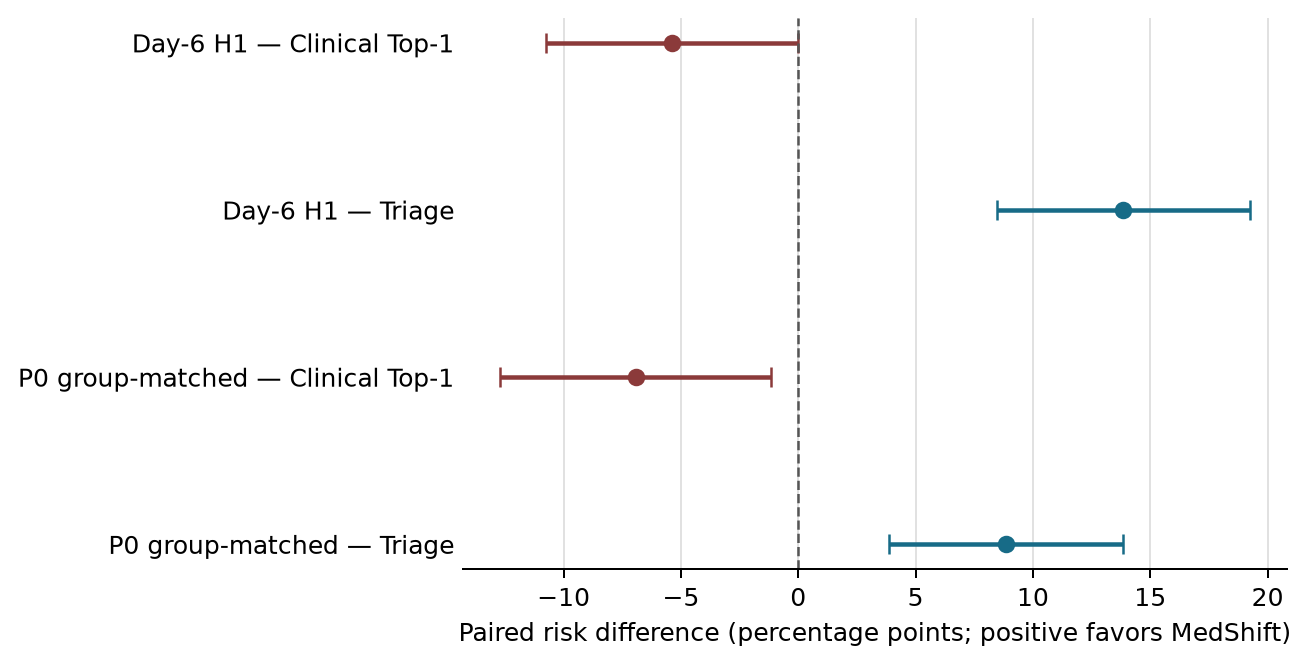 Day-6 H1 — Clinical Top-1
Day-6 H1 — Triage
P0 group-matched — Clinical Top-1
P0 group-matched — Triage
−10 −5 0 5 10 15 20
Paired risk difference (percentage points; positive favors MedShift)